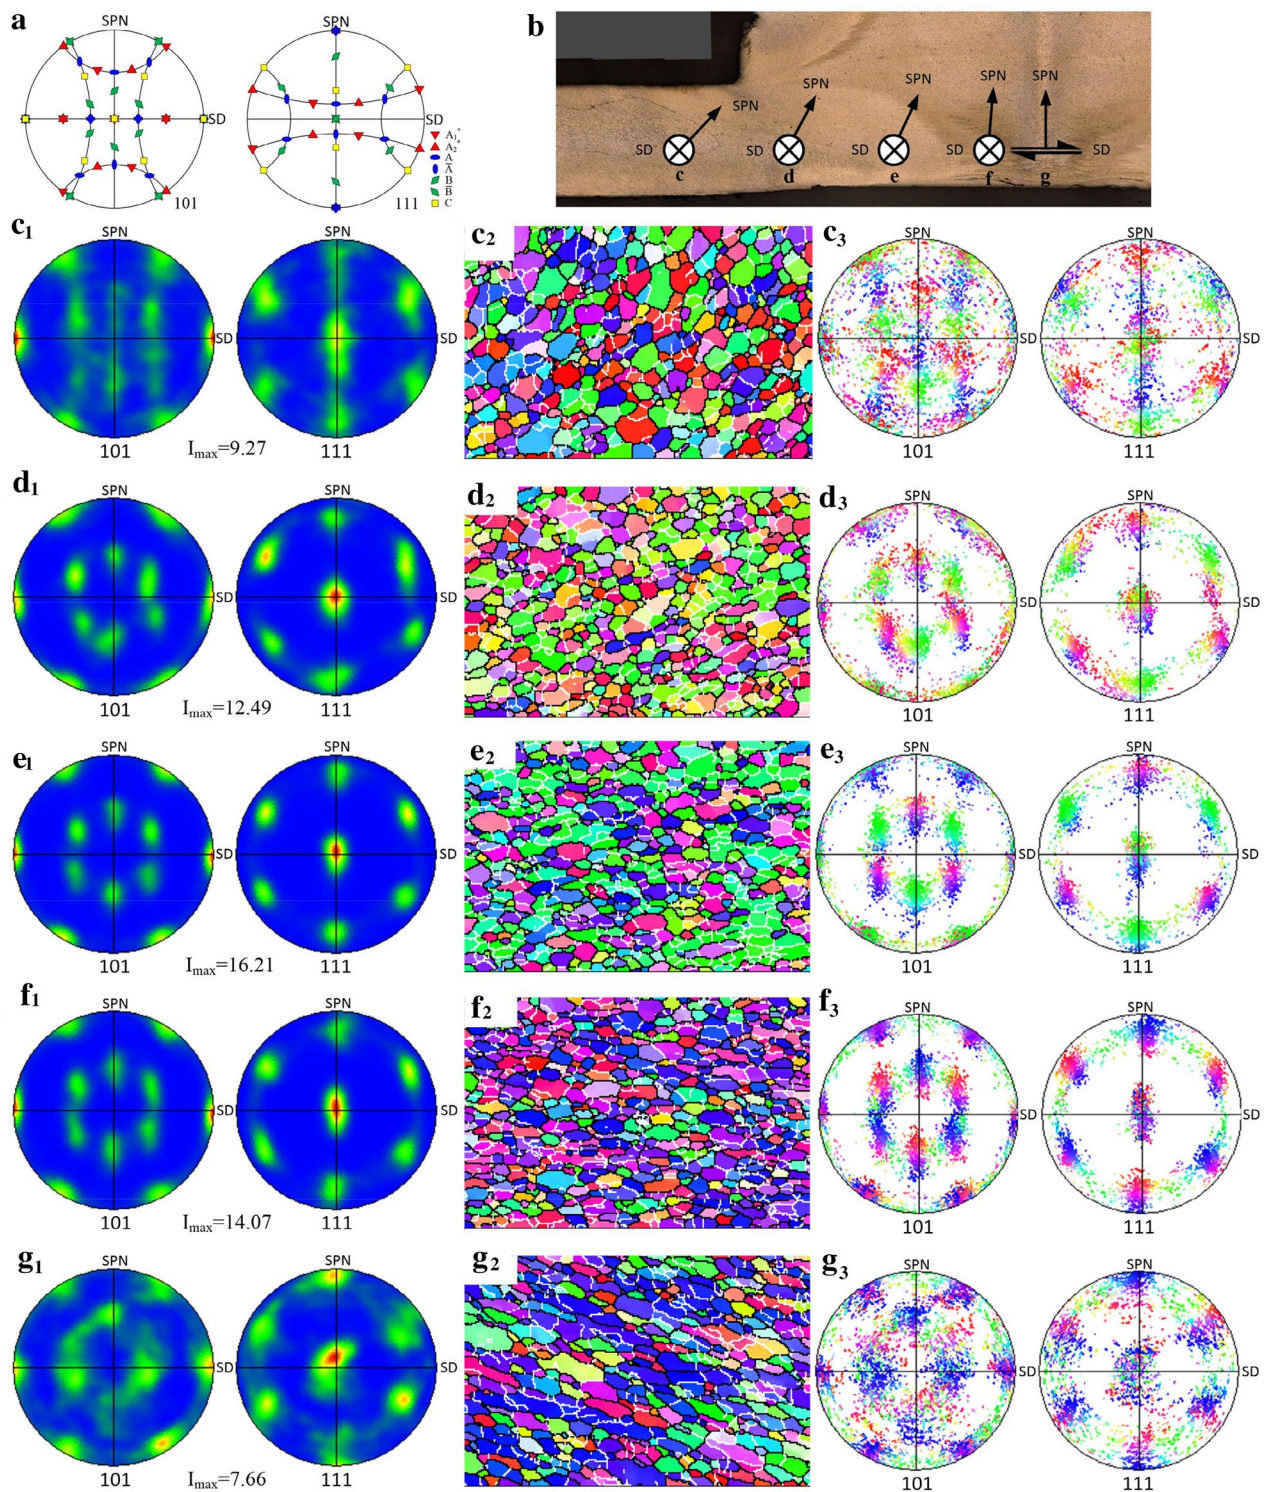 a
SPN
SPN
SD
101
111
A₁*
A₂*
A
A̅
B
B̅
C
b
SPN
SPN
SPN
SPN
SPN
SD
SD
SD
SD
SD
c
d
e
f
g
c₁
SPN
SPN
SD
SD
101
Iₘₐₓ=9.27
111
c₂
c₃
SPN
SPN
SD
SD
101
111
d₁
SPN
SPN
SD
SD
101
Iₘₐₓ=12.49
111
d₂
d₃
SPN
SPN
SD
SD
101
111
e₁
SPN
SPN
SD
SD
101
Iₘₐₓ=16.21
111
e₂
e₃
SPN
SPN
SD
SD
101
111
f₁
SPN
SPN
SD
SD
101
Iₘₐₓ=14.07
111
f₂
f₃
SPN
SPN
SD
SD
101
111
g₁
SPN
SPN
SD
SD
101
Iₘₐₓ=7.66
111
g₂
g₃
SPN
SPN
SD
SD
101
111